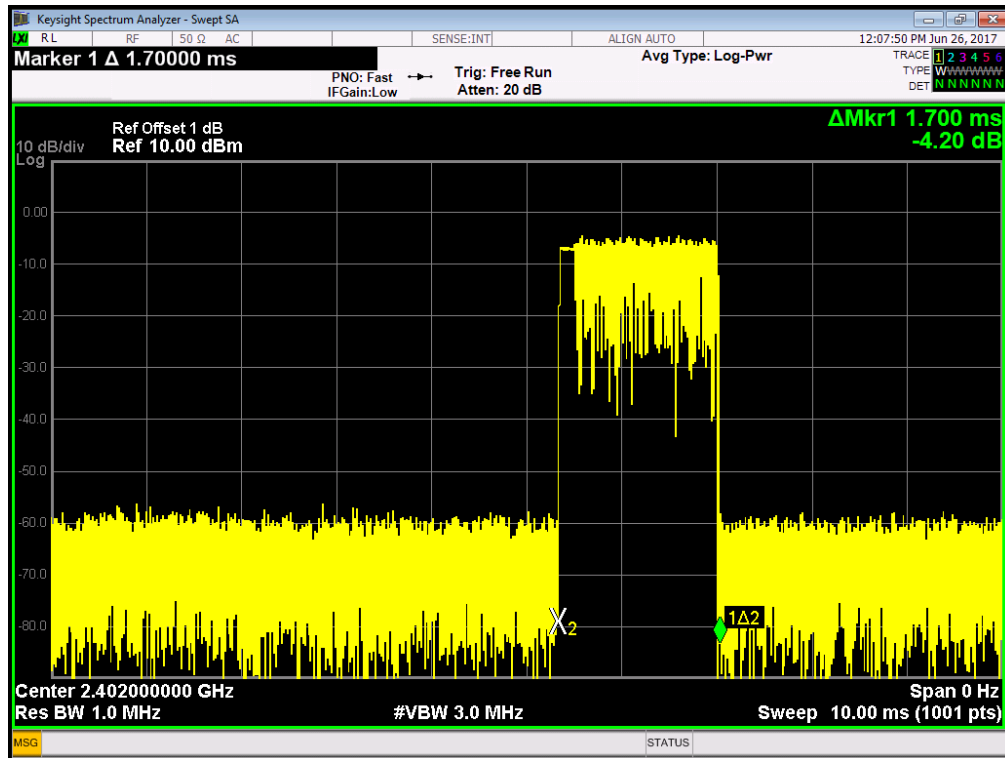 Keysight Spectrum Analyzer - Swept SA
LXI RL RF 50 Ω AC SENSE:INT ALIGN AUTO 12:07:50 PM Jun 26, 2017
Marker 1 Δ 1.70000 ms
PNO: Fast
IFGain:Low
Trig: Free Run
Atten: 20 dB
Avg Type: Log-Pwr
TRACE 1 2 3 4 5 6
TYPE WWWWWW
DET N N N N N N
ΔMkr1 1.700 ms
-4.20 dB
Ref Offset 1 dB
10 dB/div Ref 10.00 dBm
Log
0.00
-10.0
-20.0
-30.0
-40.0
-50.0
-60.0
-70.0
-80.0
X2
1Δ2
Center 2.402000000 GHz Span 0 Hz
Res BW 1.0 MHz #VBW 3.0 MHz Sweep 10.00 ms (1001 pts)
MSG STATUS